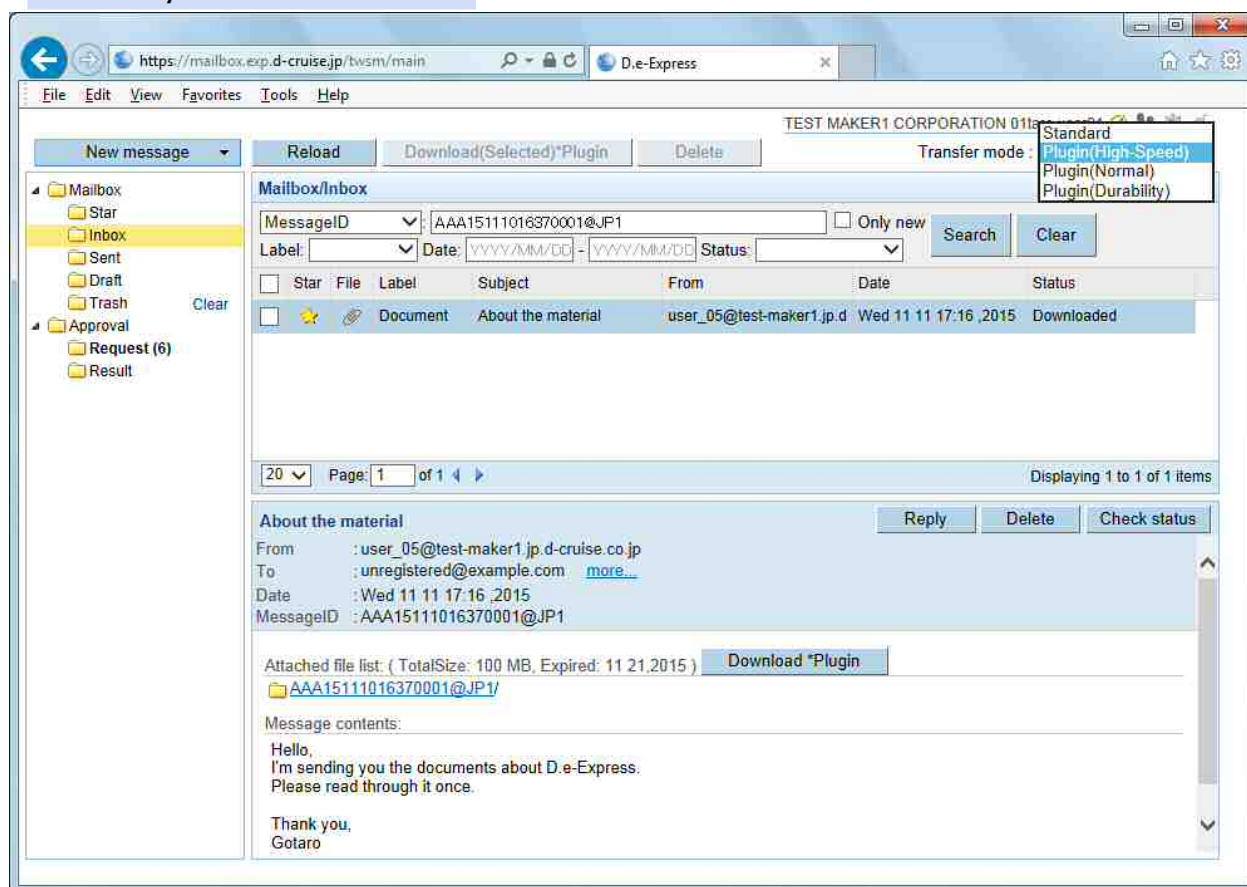 https://mailbox.exp.d-cruise.jp/twsm/main D.e-Express
File Edit View Favorites Tools Help
TEST MAKER1 CORPORATION
New message Reload Download(Selected)*Plugin Delete Transfer mode :
Standard
Plugin(High-Speed)
Plugin(Normal)
Plugin(Durability)
Mailbox
Star
Inbox
Sent
Draft
Trash Clear
Approval
Request (6)
Result
Mailbox/Inbox
MessageID : AAA15111016370001@JP1 Only new Search Clear
Label: Date: YYYY/MM/DD - YYYY/MM/DD Status:
Star File Label Subject From Date Status
Document About the material user_05@test-maker1.jp.d Wed 11 11 17:16 ,2015 Downloaded
20 Page: 1 of 1 Displaying 1 to 1 of 1 items
About the material Reply Delete Check status
From : user_05@test-maker1.jp.d-cruise.co.jp
To : unregistered@example.com more...
Date : Wed 11 11 17:16 ,2015
MessageID : AAA15111016370001@JP1
Attached file list: ( TotalSize: 100 MB, Expired: 11 21,2015 ) Download *Plugin
AAA15111016370001@JP1/
Message contents:
Hello,
I'm sending you the documents about D.e-Express.
Please read through it once.
Thank you,
Gotaro